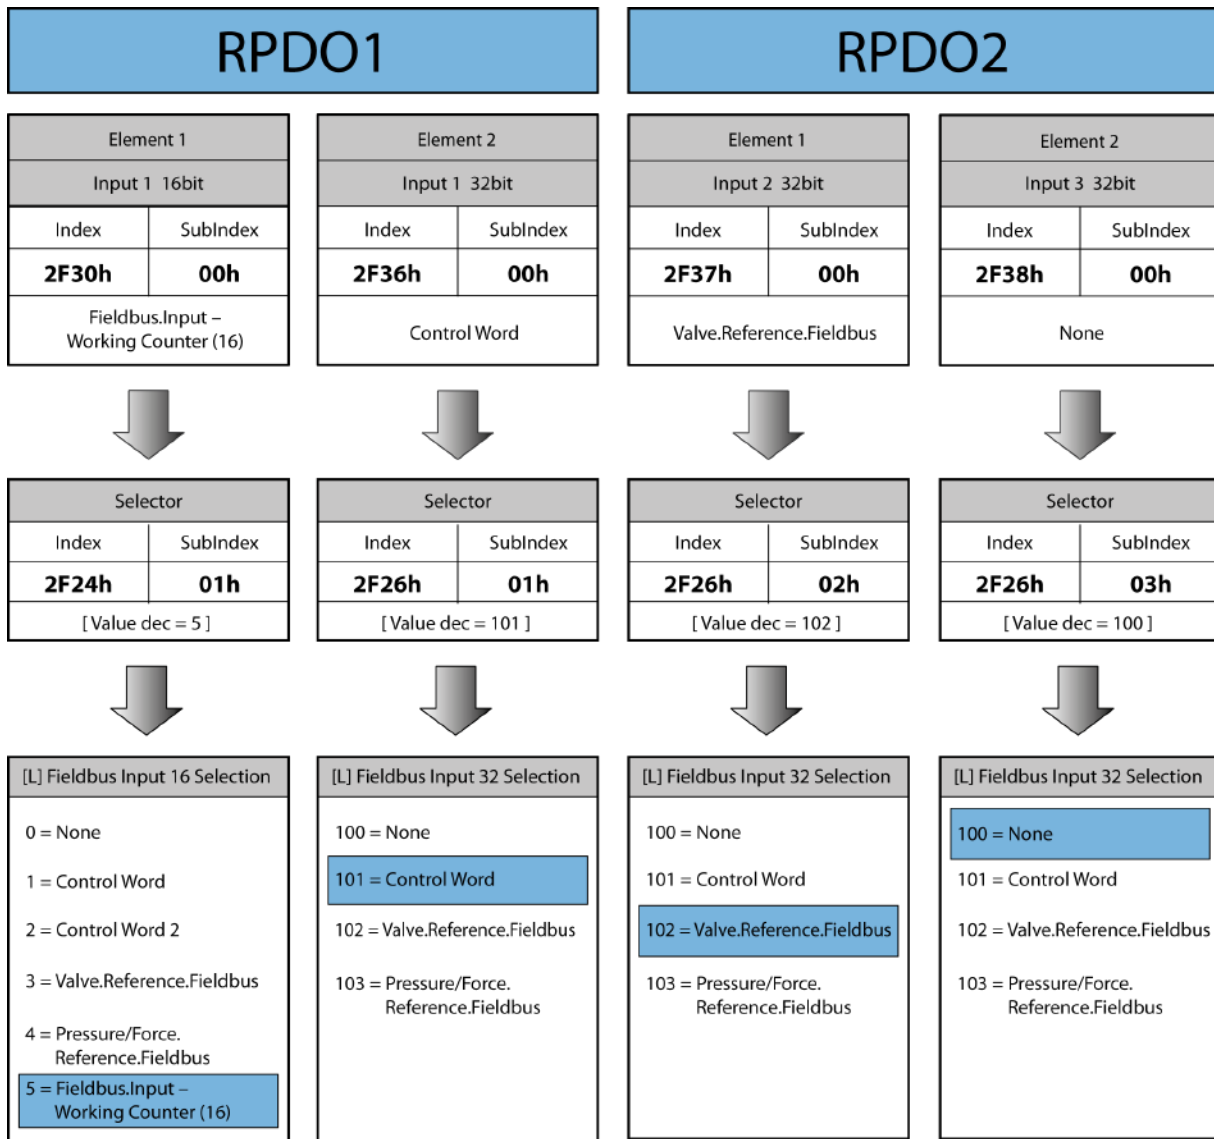 RPDO1
RPDO2
Element 1
Input 1 16bit
Index SubIndex
2F30h 00h
Fieldbus.Input –
Working Counter (16)
Element 2
Input 1 32bit
Index SubIndex
2F36h 00h
Control Word
Element 1
Input 2 32bit
Index SubIndex
2F37h 00h
Valve.Reference.Fieldbus
Element 2
Input 3 32bit
Index SubIndex
2F38h 00h
None
Selector
Index SubIndex
2F24h 01h
[ Value dec = 5 ]
Selector
Index SubIndex
2F26h 01h
[ Value dec = 101 ]
Selector
Index SubIndex
2F26h 02h
[ Value dec = 102 ]
Selector
Index SubIndex
2F26h 03h
[ Value dec = 100 ]
[L] Fieldbus Input 16 Selection
0 = None
1 = Control Word
2 = Control Word 2
3 = Valve.Reference.Fieldbus
4 = Pressure/Force.
Reference.Fieldbus
5 = Fieldbus.Input –
Working Counter (16)
[L] Fieldbus Input 32 Selection
100 = None
101 = Control Word
102 = Valve.Reference.Fieldbus
103 = Pressure/Force.
Reference.Fieldbus
[L] Fieldbus Input 32 Selection
100 = None
101 = Control Word
102 = Valve.Reference.Fieldbus
103 = Pressure/Force.
Reference.Fieldbus
[L] Fieldbus Input 32 Selection
100 = None
101 = Control Word
102 = Valve.Reference.Fieldbus
103 = Pressure/Force.
Reference.Fieldbus